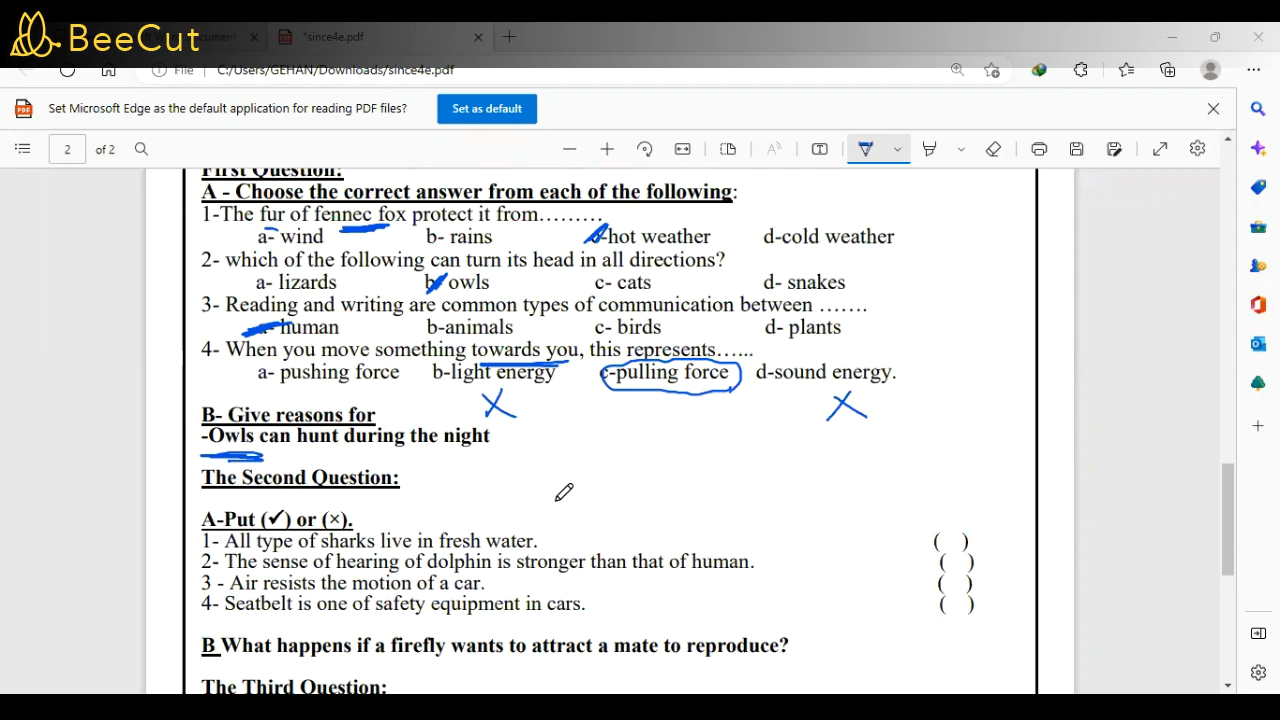 BeeCut
*since4e.pdf
File C:/Users/GEHAN/Downloads/since4e.pdf
Set Microsoft Edge as the default application for reading PDF files? Set as default
2 of 2
First Question:
A - Choose the correct answer from each of the following:
1-The fur of fennec fox protect it from.........
a- wind b- rains c-hot weather d-cold weather
2- which of the following can turn its head in all directions?
a- lizards b- owls c- cats d- snakes
3- Reading and writing are common types of communication between .......
a- human b-animals c- birds d- plants
4- When you move something towards you, this represents......
a- pushing force b-light energy c-pulling force d-sound energy.
B- Give reasons for
-Owls can hunt during the night
The Second Question:
A-Put (✓) or (×).
1- All type of sharks live in fresh water. ( )
2- The sense of hearing of dolphin is stronger than that of human. ( )
3 - Air resists the motion of a car. ( )
4- Seatbelt is one of safety equipment in cars. ( )
B What happens if a firefly wants to attract a mate to reproduce?
The Third Question: